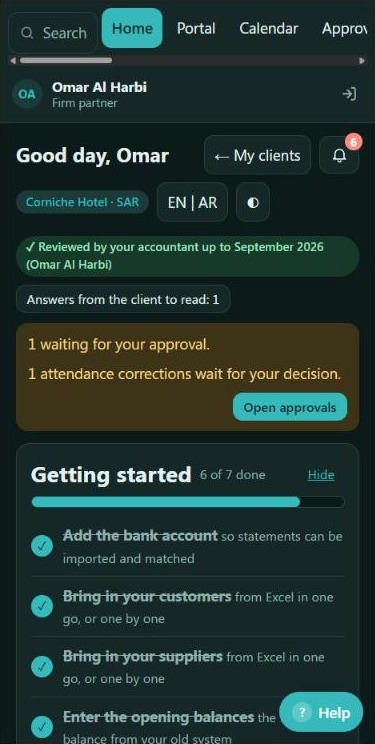 Search Home Portal Calendar Approv
OA Omar Al Harbi
Firm partner
Good day, Omar ← My clients 6
Corniche Hotel · SAR EN | AR
✓ Reviewed by your accountant up to September 2026
(Omar Al Harbi)
Answers from the client to read: 1
1 waiting for your approval.
1 attendance corrections wait for your decision.
Open approvals
Getting started 6 of 7 done Hide
Add the bank account so statements can be
imported and matched
Bring in your customers from Excel in one
go, or one by one
Bring in your suppliers from Excel in one
go, or one by one
Enter the opening balances the
balance from your old system
? Help